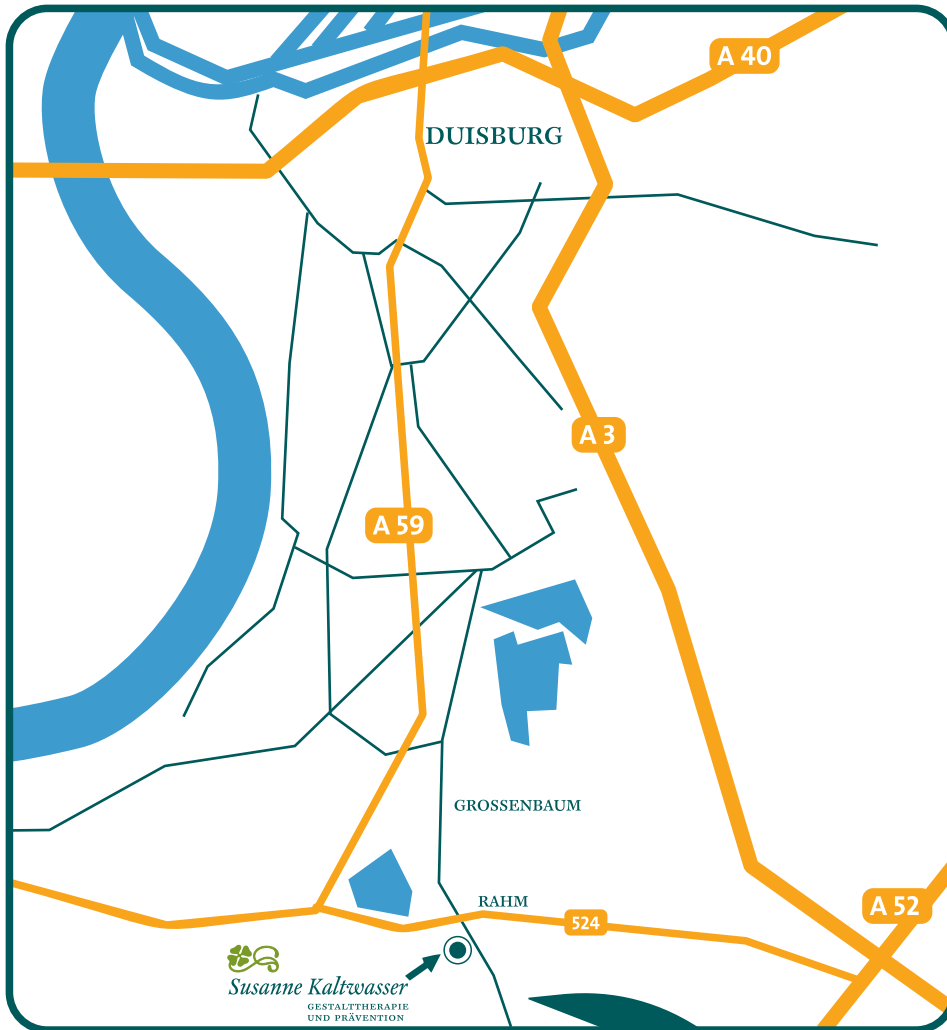 A 40
DUISBURG
A 3
A 59
GROSSENBAUM
RAHM
A 52
524
Susanne Kaltwasser
GESTALTTHERAPIE
UND PRÄVENTION